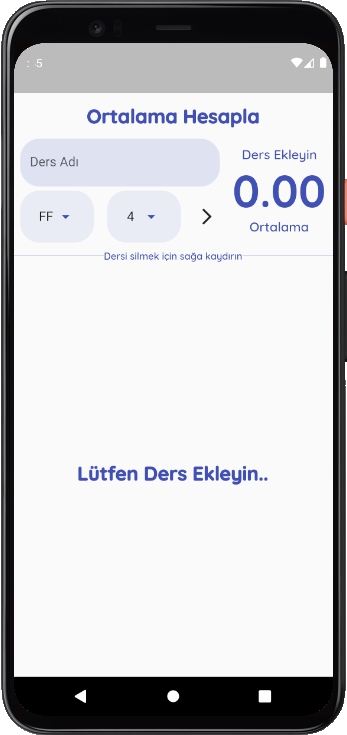 : 5
Ortalama Hesapla
Ders Adı
Ders Ekleyin
0.00
FF
4
Ortalama
Dersi silmek için sağa kaydırın
Lütfen Ders Ekleyin..